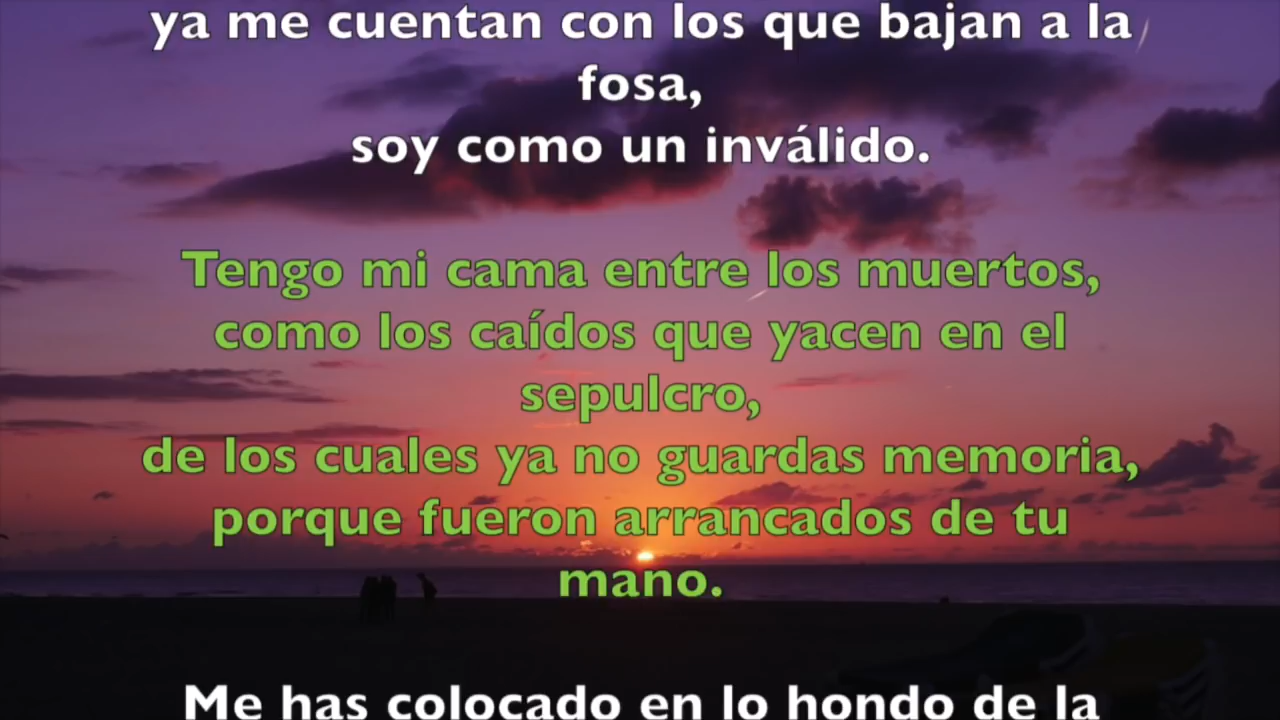 ya me cuentan con los que bajan a la
fosa,
soy como un inválido.
Tengo mi cama entre los muertos,
como los caídos que yacen en el
sepulcro,
de los cuales ya no guardas memoria,
porque fueron arrancados de tu
mano.
Me has colocado en lo hondo de la